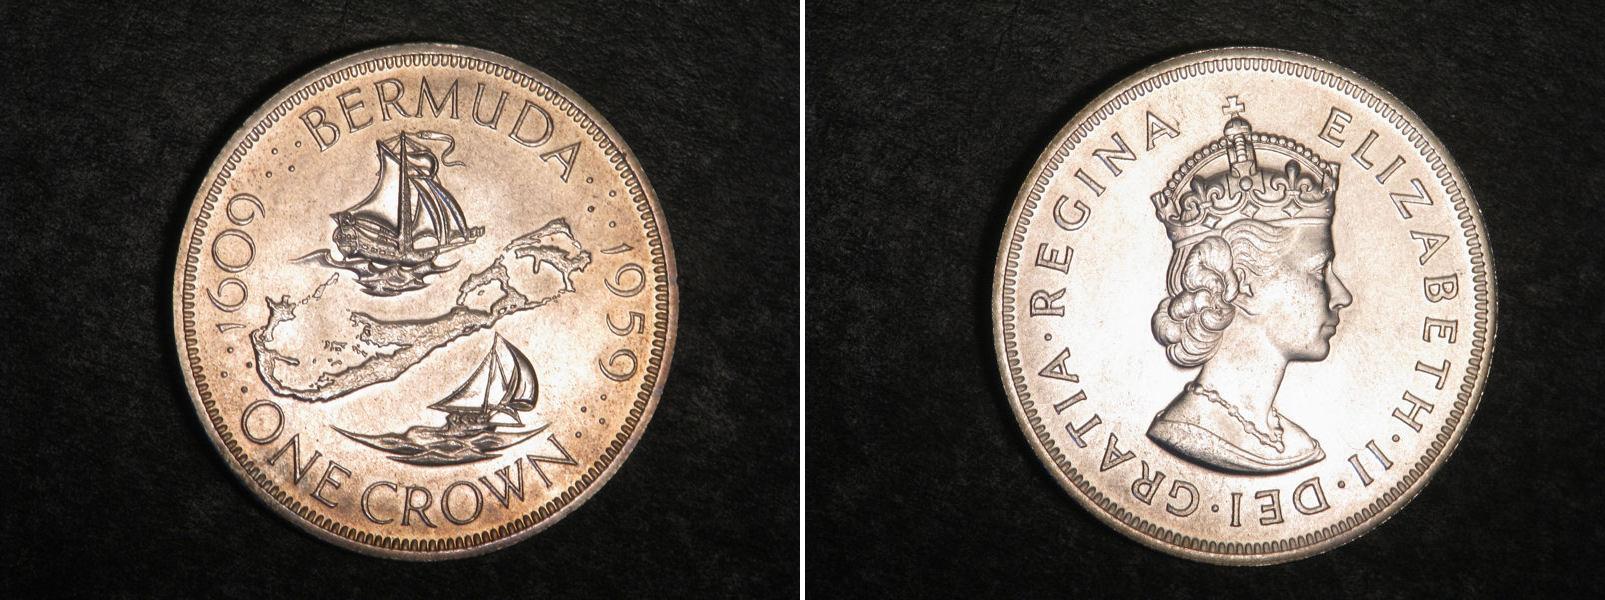 BERMUDA
1609
1959
ONE CROWN
ELIZABETH·II·DEI·GRATIA·REGINA